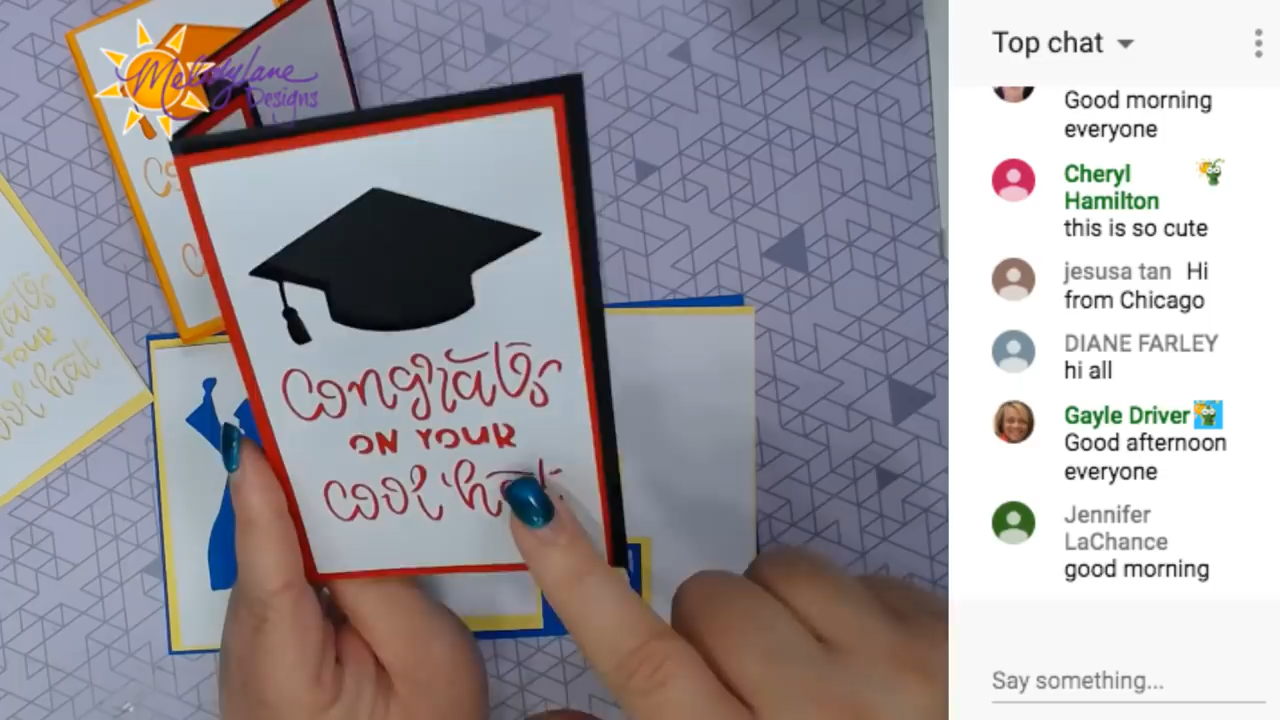 MelodyLane
Designs
Congrats
ON YOUR
cool hat
Top chat
Good morning
everyone
Cheryl
Hamilton
this is so cute
jesusa tan Hi
from Chicago
DIANE FARLEY
hi all
Gayle Driver
Good afternoon
everyone
Jennifer
LaChance
good morning
Say something...
YOUR